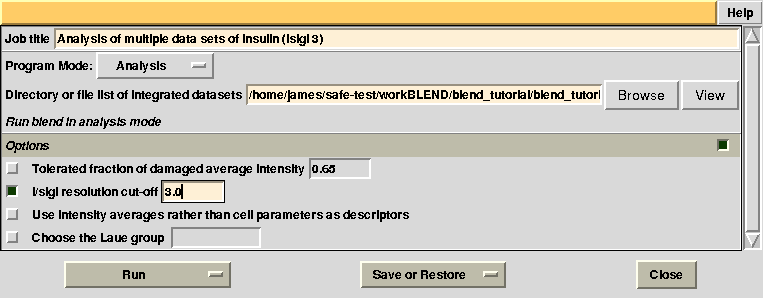 Help
Job title Analysis of multiple data sets of insulin (isigi 3)
Program Mode: Analysis
Directory or file list of integrated datasets /home/james/safe-test/workBLEND/blend_tutorial/blend_tutori
Browse View
Run blend in analysis mode
Options
Tolerated fraction of damaged average intensity 0.65
I/sigI resolution cut-off 3.0
Use intensity averages rather than cell parameters as descriptors
Choose the Laue group
Run Save or Restore Close